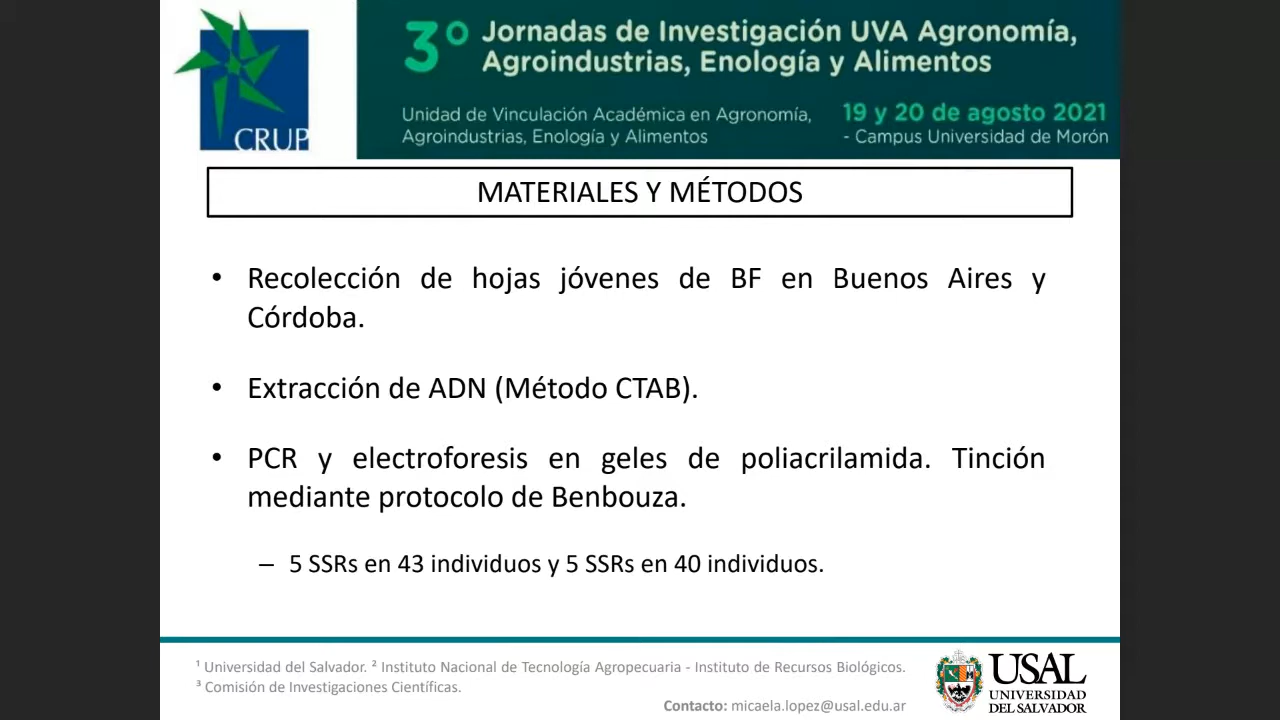 CRUP
3° Jornadas de Investigación UVA Agronomía,
Agroindustrias, Enología y Alimentos
Unidad de Vinculación Académica en Agronomía,
Agroindustrias, Enología y Alimentos
19 y 20 de agosto 2021
- Campus Universidad de Morón
MATERIALES Y MÉTODOS
• Recolección de hojas jóvenes de BF en Buenos Aires y
Córdoba.
• Extracción de ADN (Método CTAB).
• PCR y electroforesis en geles de poliacrilamida. Tinción
mediante protocolo de Benbouza.
– 5 SSRs en 43 individuos y 5 SSRs en 40 individuos.
¹ Universidad del Salvador. ² Instituto Nacional de Tecnología Agropecuaria - Instituto de Recursos Biológicos.
³ Comisión de Investigaciones Científicas.
Contacto: micaela.lopez@usal.edu.ar
USAL
UNIVERSIDAD
DEL SALVADOR